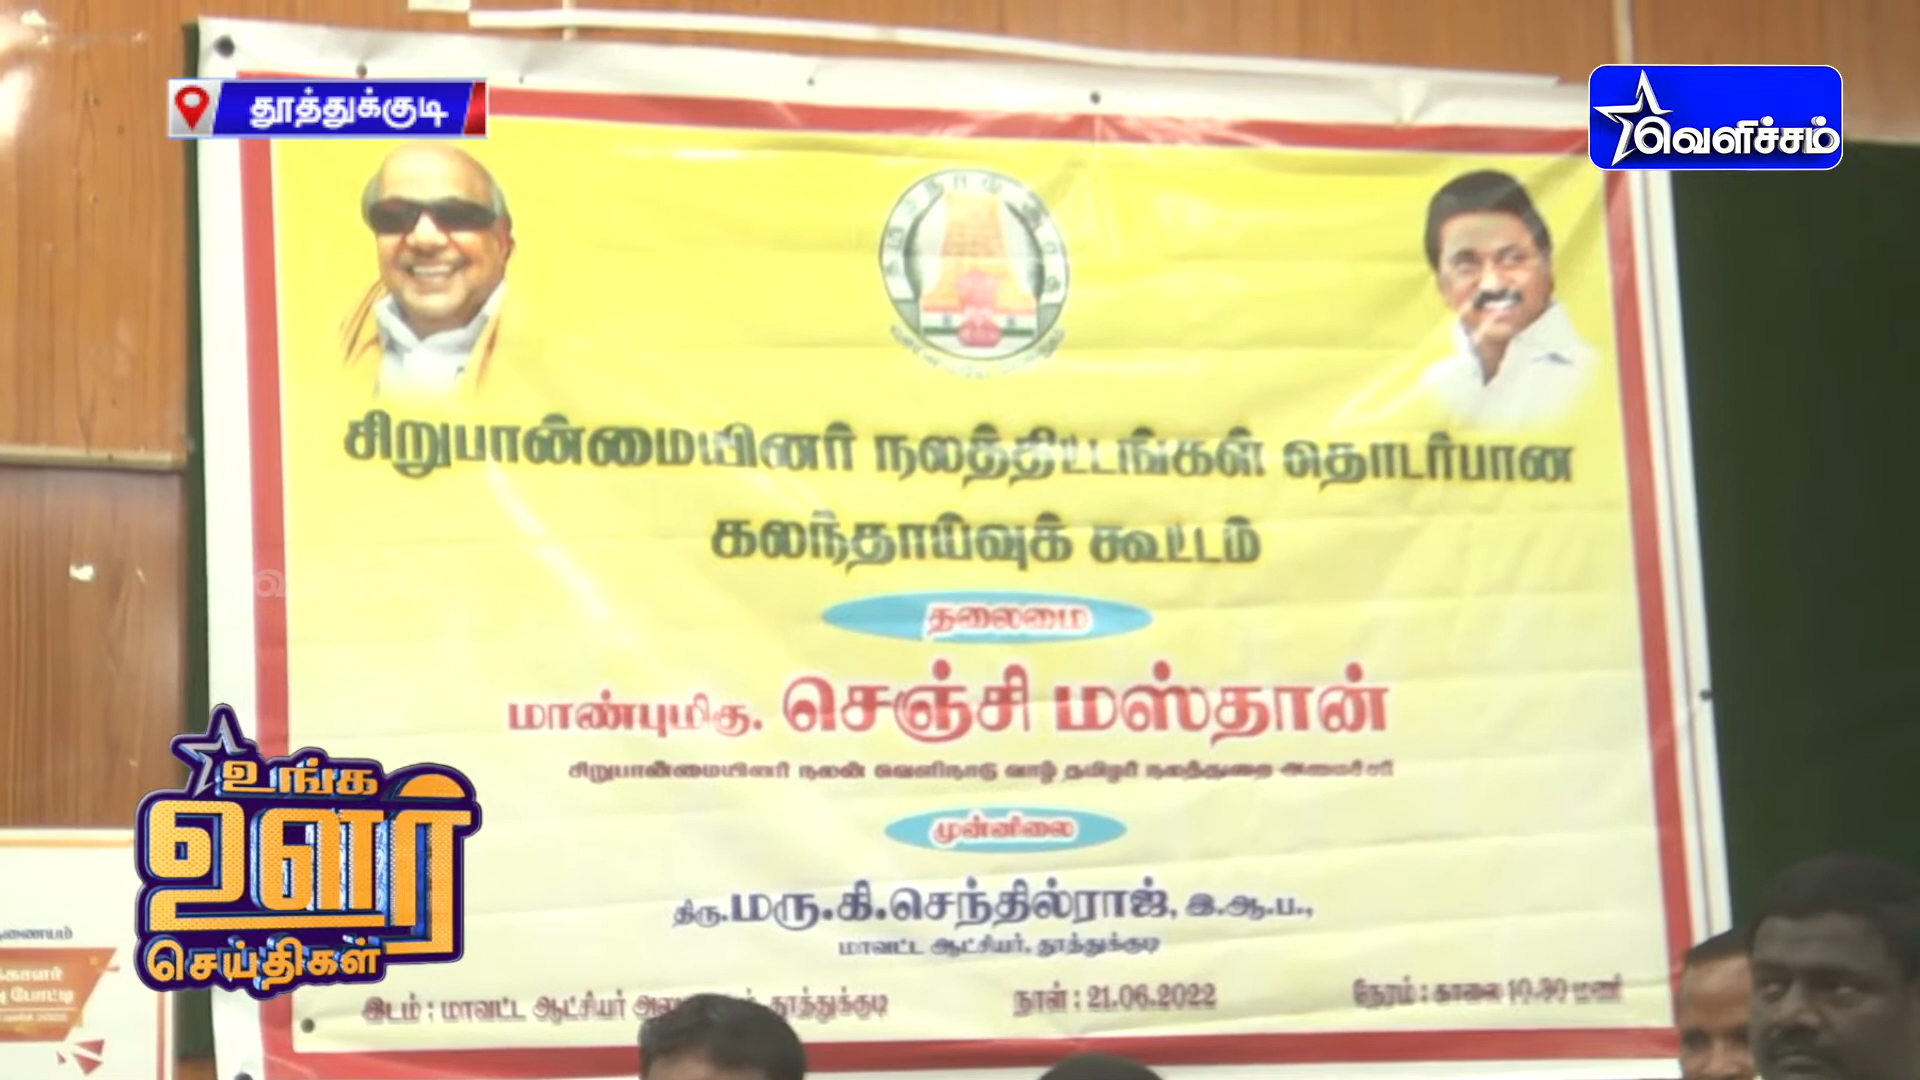 தூத்துக்குடி
வெளிச்சம்
சிறுபான்மையினர் நலத்திட்டங்கள் தொடர்பான
கலந்தாய்வுக் கூட்டம்
தலைமை
மாண்புமிகு. செஞ்சி மஸ்தான்
சிறுபான்மையினர் நலன் வெளிநாடு வாழ் தமிழர் நலத்துறை அமைச்சர்
முன்னிலை
திரு.மரு.கி.செந்தில்ராஜ், இ.ஆ.ப.,
மாவட்ட ஆட்சியர், தூத்துக்குடி
இடம் : மாவட்ட ஆட்சியர் தூத்துக்குடி நாள் : 21.06.2022 நேரம் : காலை 10.30 மணி
உங்க
ஊர்
செய்திகள்
போட்டி